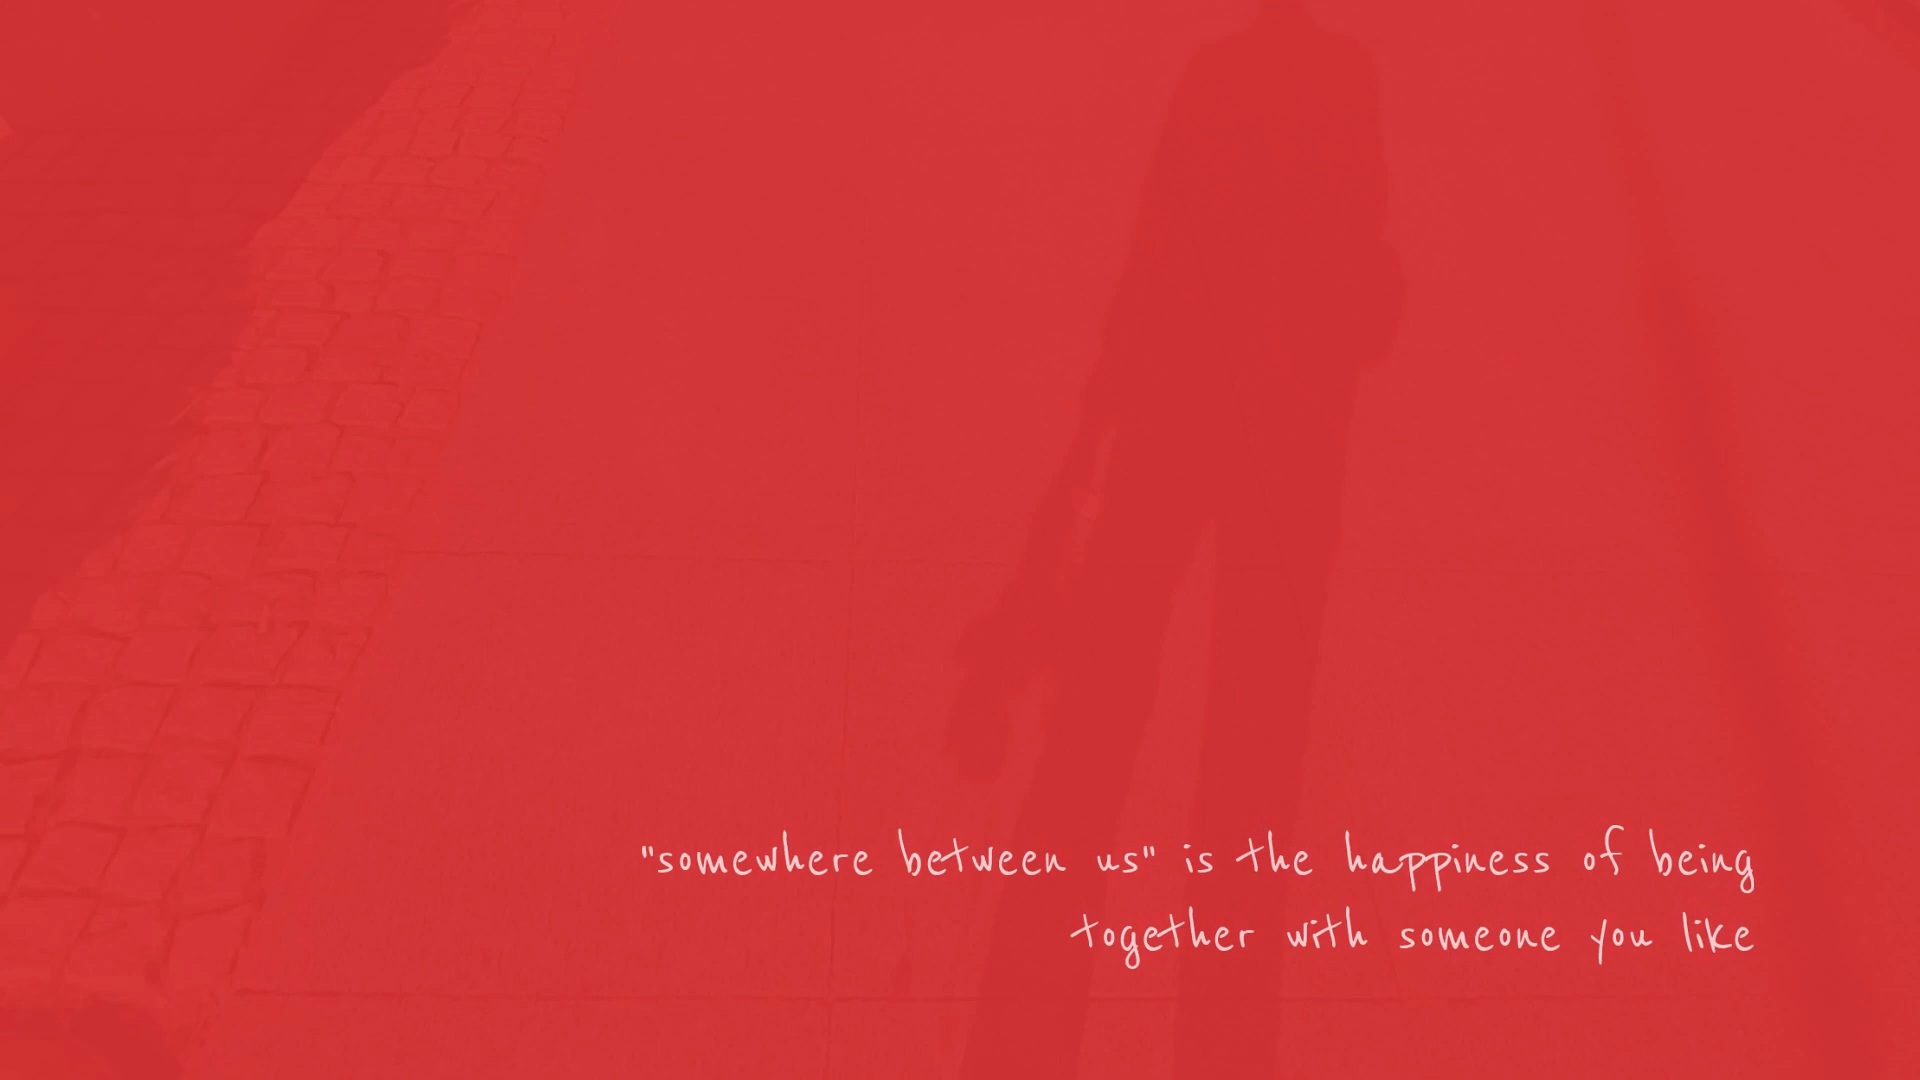 "somewhere between us" is the happiness of being
together with someone you like